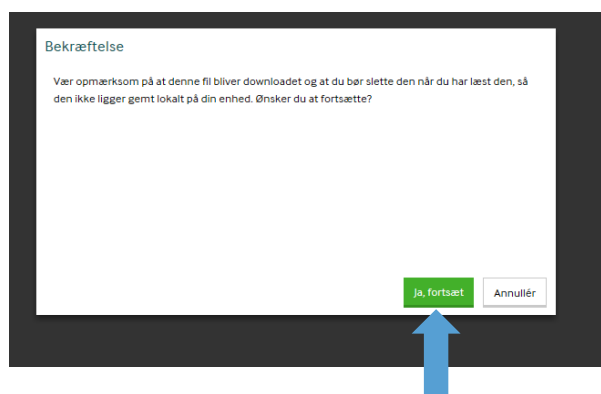 Bekræftelse
Vær opmærksom på at denne fil bliver downloadet og at du bør slette den når du har læst den, så
den ikke ligger gemt lokalt på din enhed. Ønsker du at fortsætte?
Ja, fortsæt
Annullér